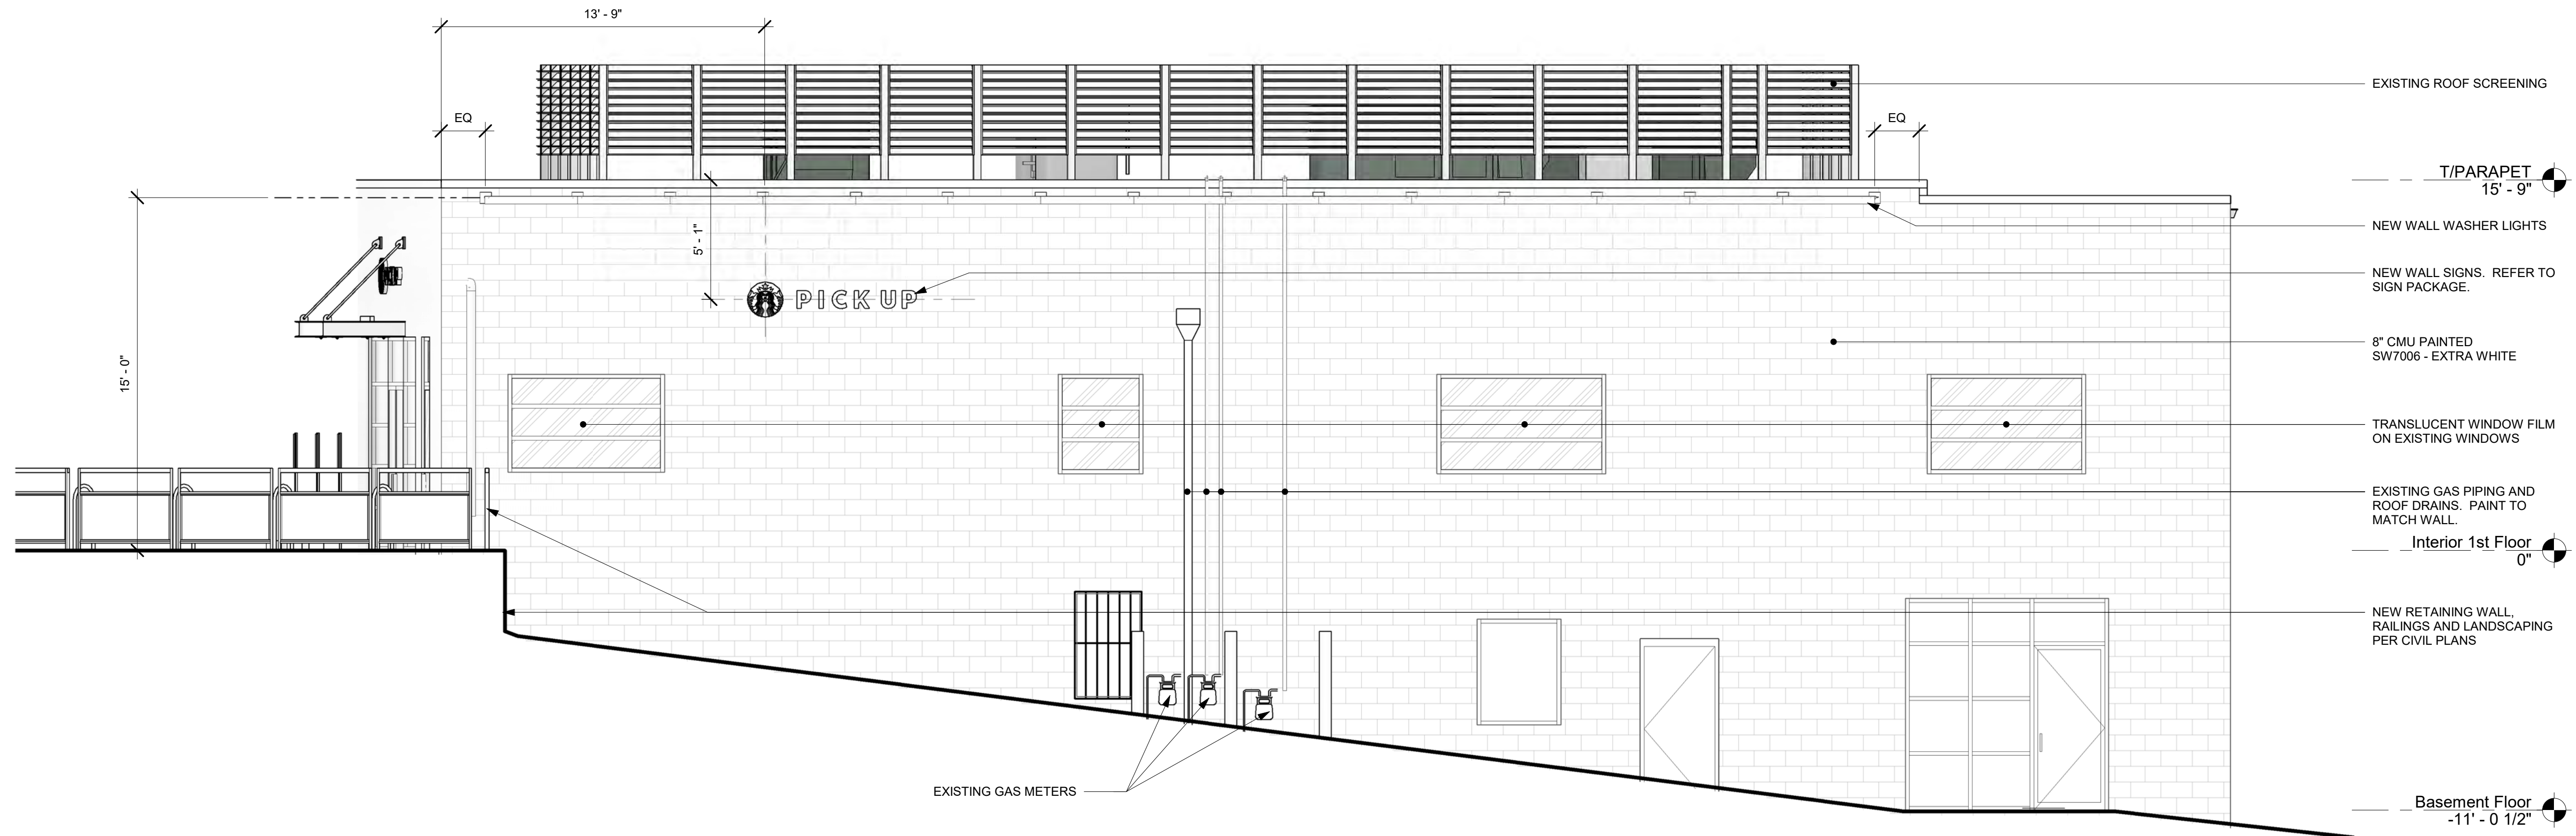 13' - 9"
EQ
EQ
EXISTING ROOF SCREENING
T/PARAPET
15' - 9"
NEW WALL WASHER LIGHTS
5' - 1"
NEW WALL SIGNS.  REFER TO
SIGN PACKAGE.
PICK UP
15' - 0"
8" CMU PAINTED
SW7006 - EXTRA WHITE
TRANSLUCENT WINDOW FILM
ON EXISTING WINDOWS
EXISTING GAS PIPING AND
ROOF DRAINS.  PAINT TO
MATCH WALL.
Interior 1st Floor
0"
NEW RETAINING WALL,
RAILINGS AND LANDSCAPING
PER CIVIL PLANS
EXISTING GAS METERS
Basement Floor
-11' - 0 1/2"